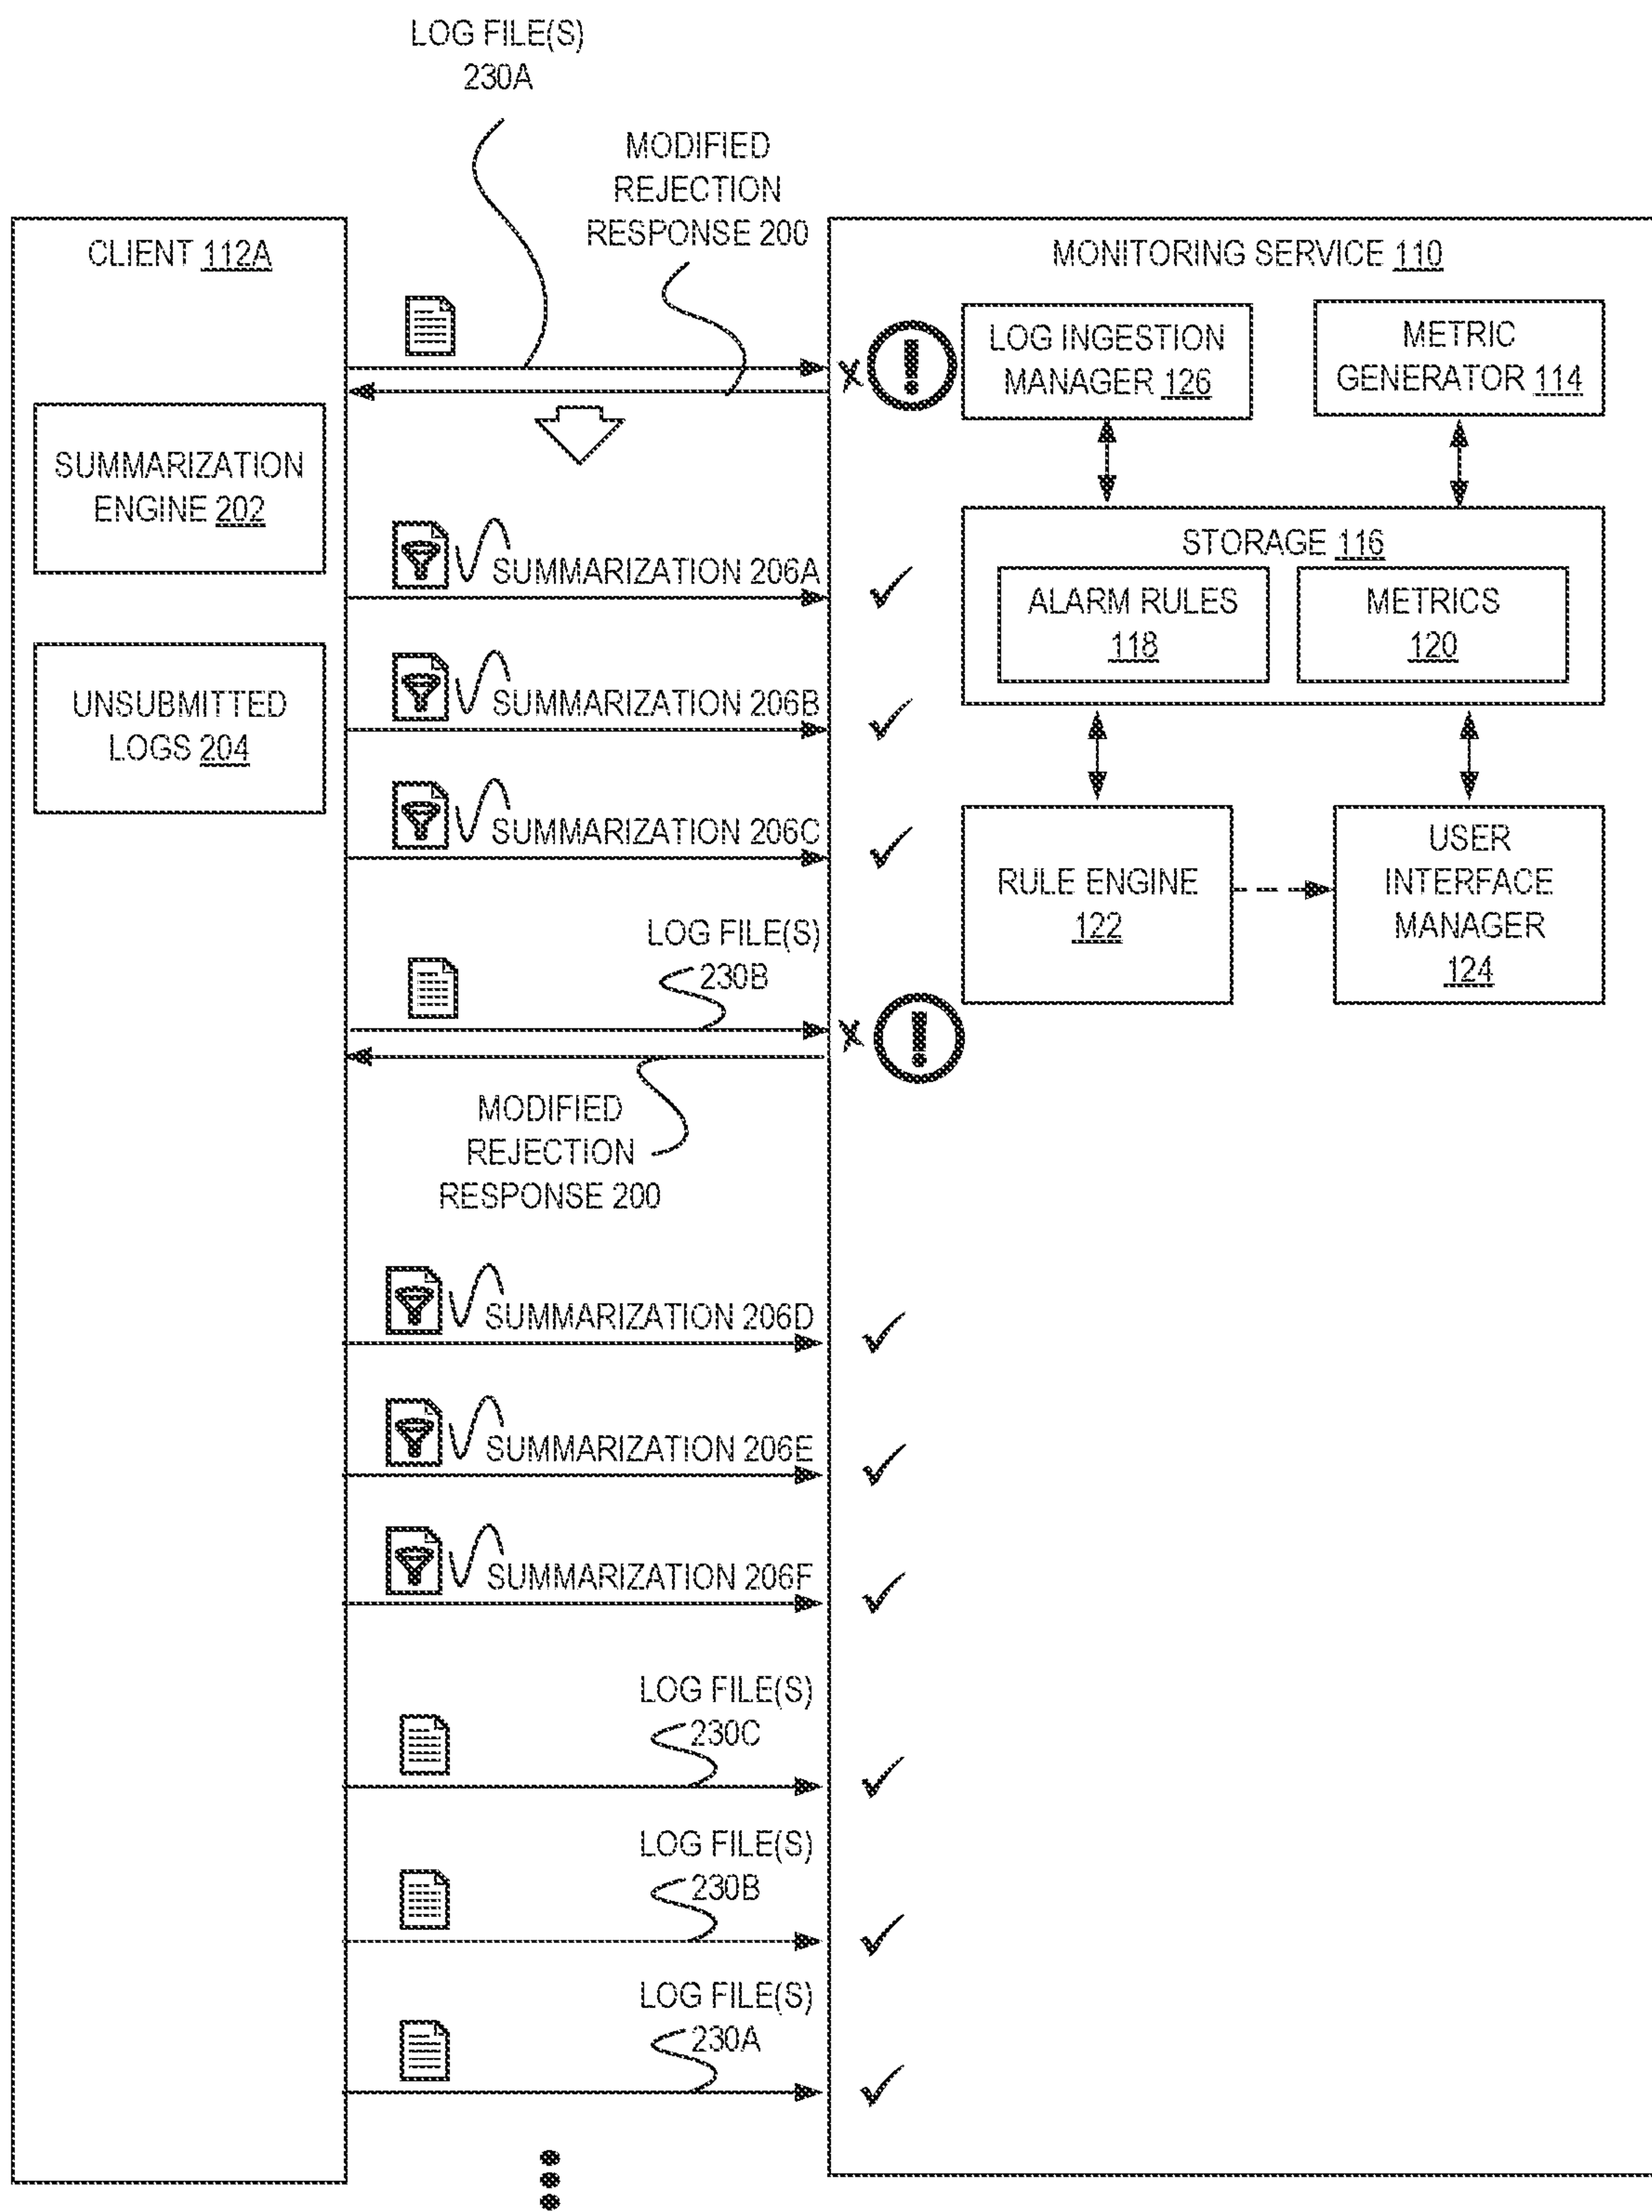 LOG FILE(S)
230A
MODIFIED
REJECTION
RESPONSE 200
CLIENT 112A
SUMMARIZATION
ENGINE 202
UNSUBMITTED
LOGS 204
MONITORING SERVICE 110
LOG INGESTION
MANAGER 126
METRIC
GENERATOR 114
STORAGE 116
ALARM RULES
118
METRICS
120
RULE ENGINE
122
USER
INTERFACE
MANAGER
124
SUMMARIZATION 206A
SUMMARIZATION 206B
SUMMARIZATION 206C
LOG FILE(S)
230B
MODIFIED
REJECTION
RESPONSE 200
SUMMARIZATION 206D
SUMMARIZATION 206E
SUMMARIZATION 206F
LOG FILE(S)
230C
LOG FILE(S)
230B
LOG FILE(S)
230A